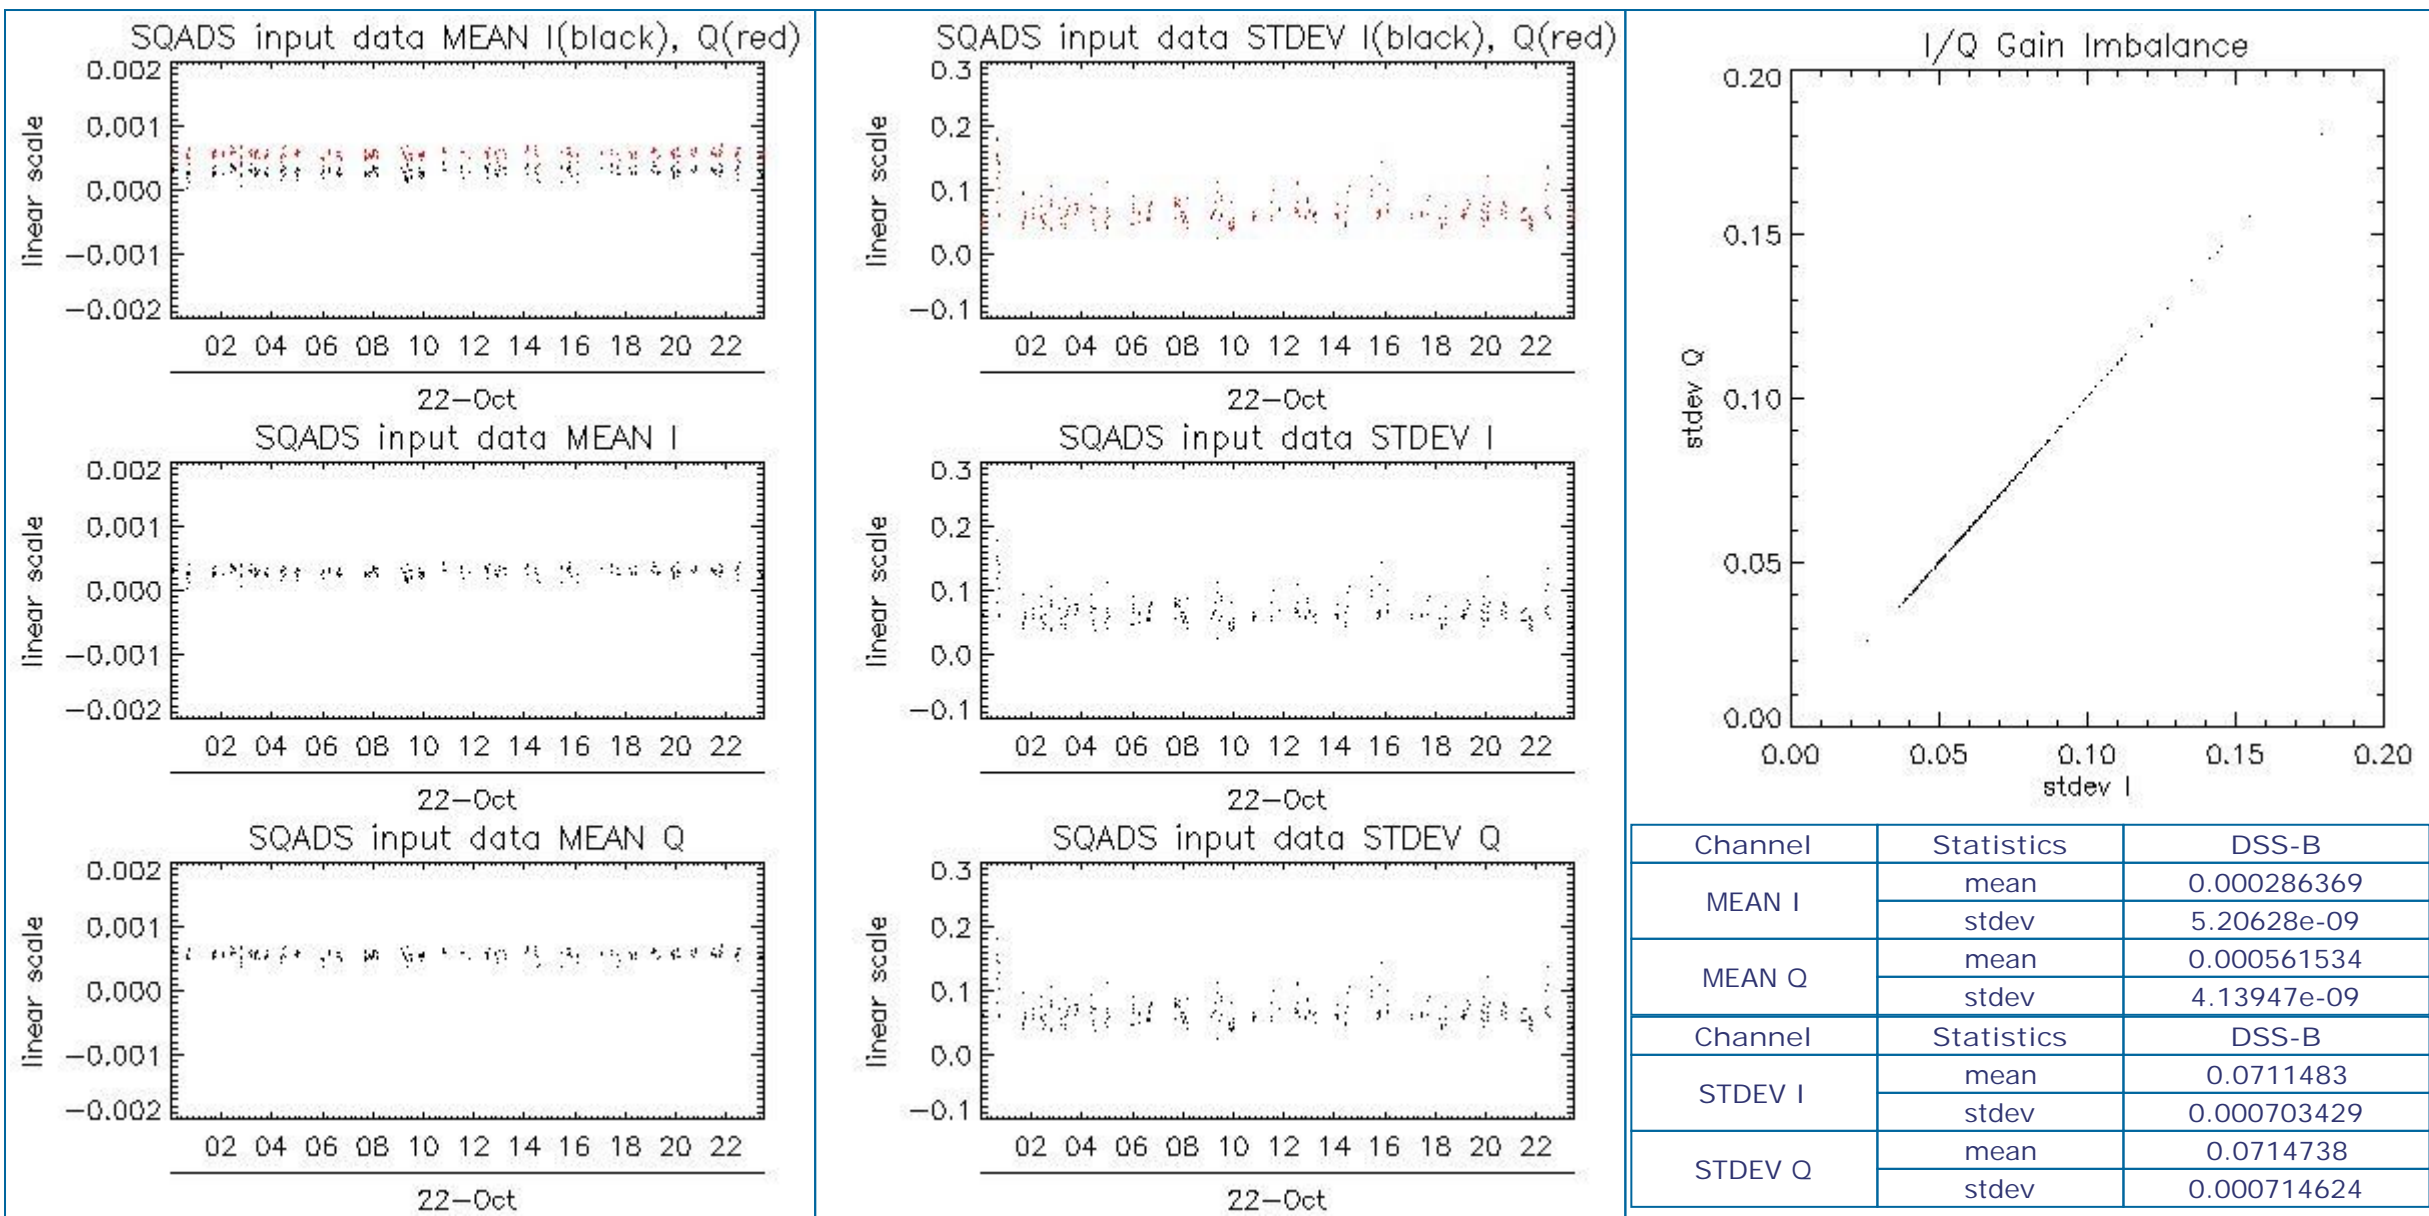 SQADS input data MEAN I(black), Q(red)
0.002
0.001
0.000
−0.001
−0.002
linear scale
02 04 06 08 10 12 14 16 18 20 22
22−Oct
SQADS input data MEAN I
0.002
0.001
0.000
−0.001
−0.002
linear scale
02 04 06 08 10 12 14 16 18 20 22
22−Oct
SQADS input data MEAN Q
0.002
0.001
0.000
−0.001
−0.002
linear scale
02 04 06 08 10 12 14 16 18 20 22
22−Oct
SQADS input data STDEV I(black), Q(red)
0.3
0.2
0.1
0.0
−0.1
linear scale
02 04 06 08 10 12 14 16 18 20 22
22−Oct
SQADS input data STDEV I
0.3
0.2
0.1
0.0
−0.1
linear scale
02 04 06 08 10 12 14 16 18 20 22
22−Oct
SQADS input data STDEV Q
0.3
0.2
0.1
0.0
−0.1
linear scale
02 04 06 08 10 12 14 16 18 20 22
22−Oct
I/Q Gain Imbalance
0.20
0.15
0.10
0.05
0.00
stdev Q
0.00 0.05 0.10 0.15 0.20
stdev I
Channel Statistics DSS-B
MEAN I mean 0.000286369
stdev 5.20628e-09
MEAN Q mean 0.000561534
stdev 4.13947e-09
Channel Statistics DSS-B
STDEV I mean 0.0711483
stdev 0.000703429
STDEV Q mean 0.0714738
stdev 0.000714624